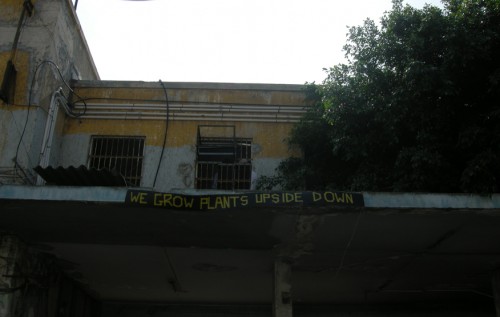 WE GROW PLANTS UPSIDE DOWN